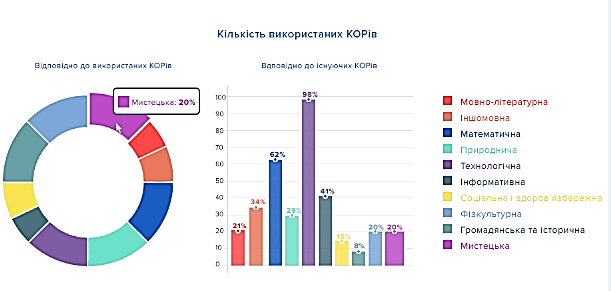 Кількість використаних КОРів
Відповідно до використаних КОРів
Вдповідно до існуючих КОРів
Мистецька: 20%
100
90
80
70
60
50
40
30
20
10
0
21%
34%
62%
29%
98%
41%
15%
8%
20%
20%
Мовно-літературна
Іншомовна
Математична
Природнича
Технологічна
Інформативна
Соціальна і здоров'язбережна
Фізкультурна
Громадянська та історична
Мистецька